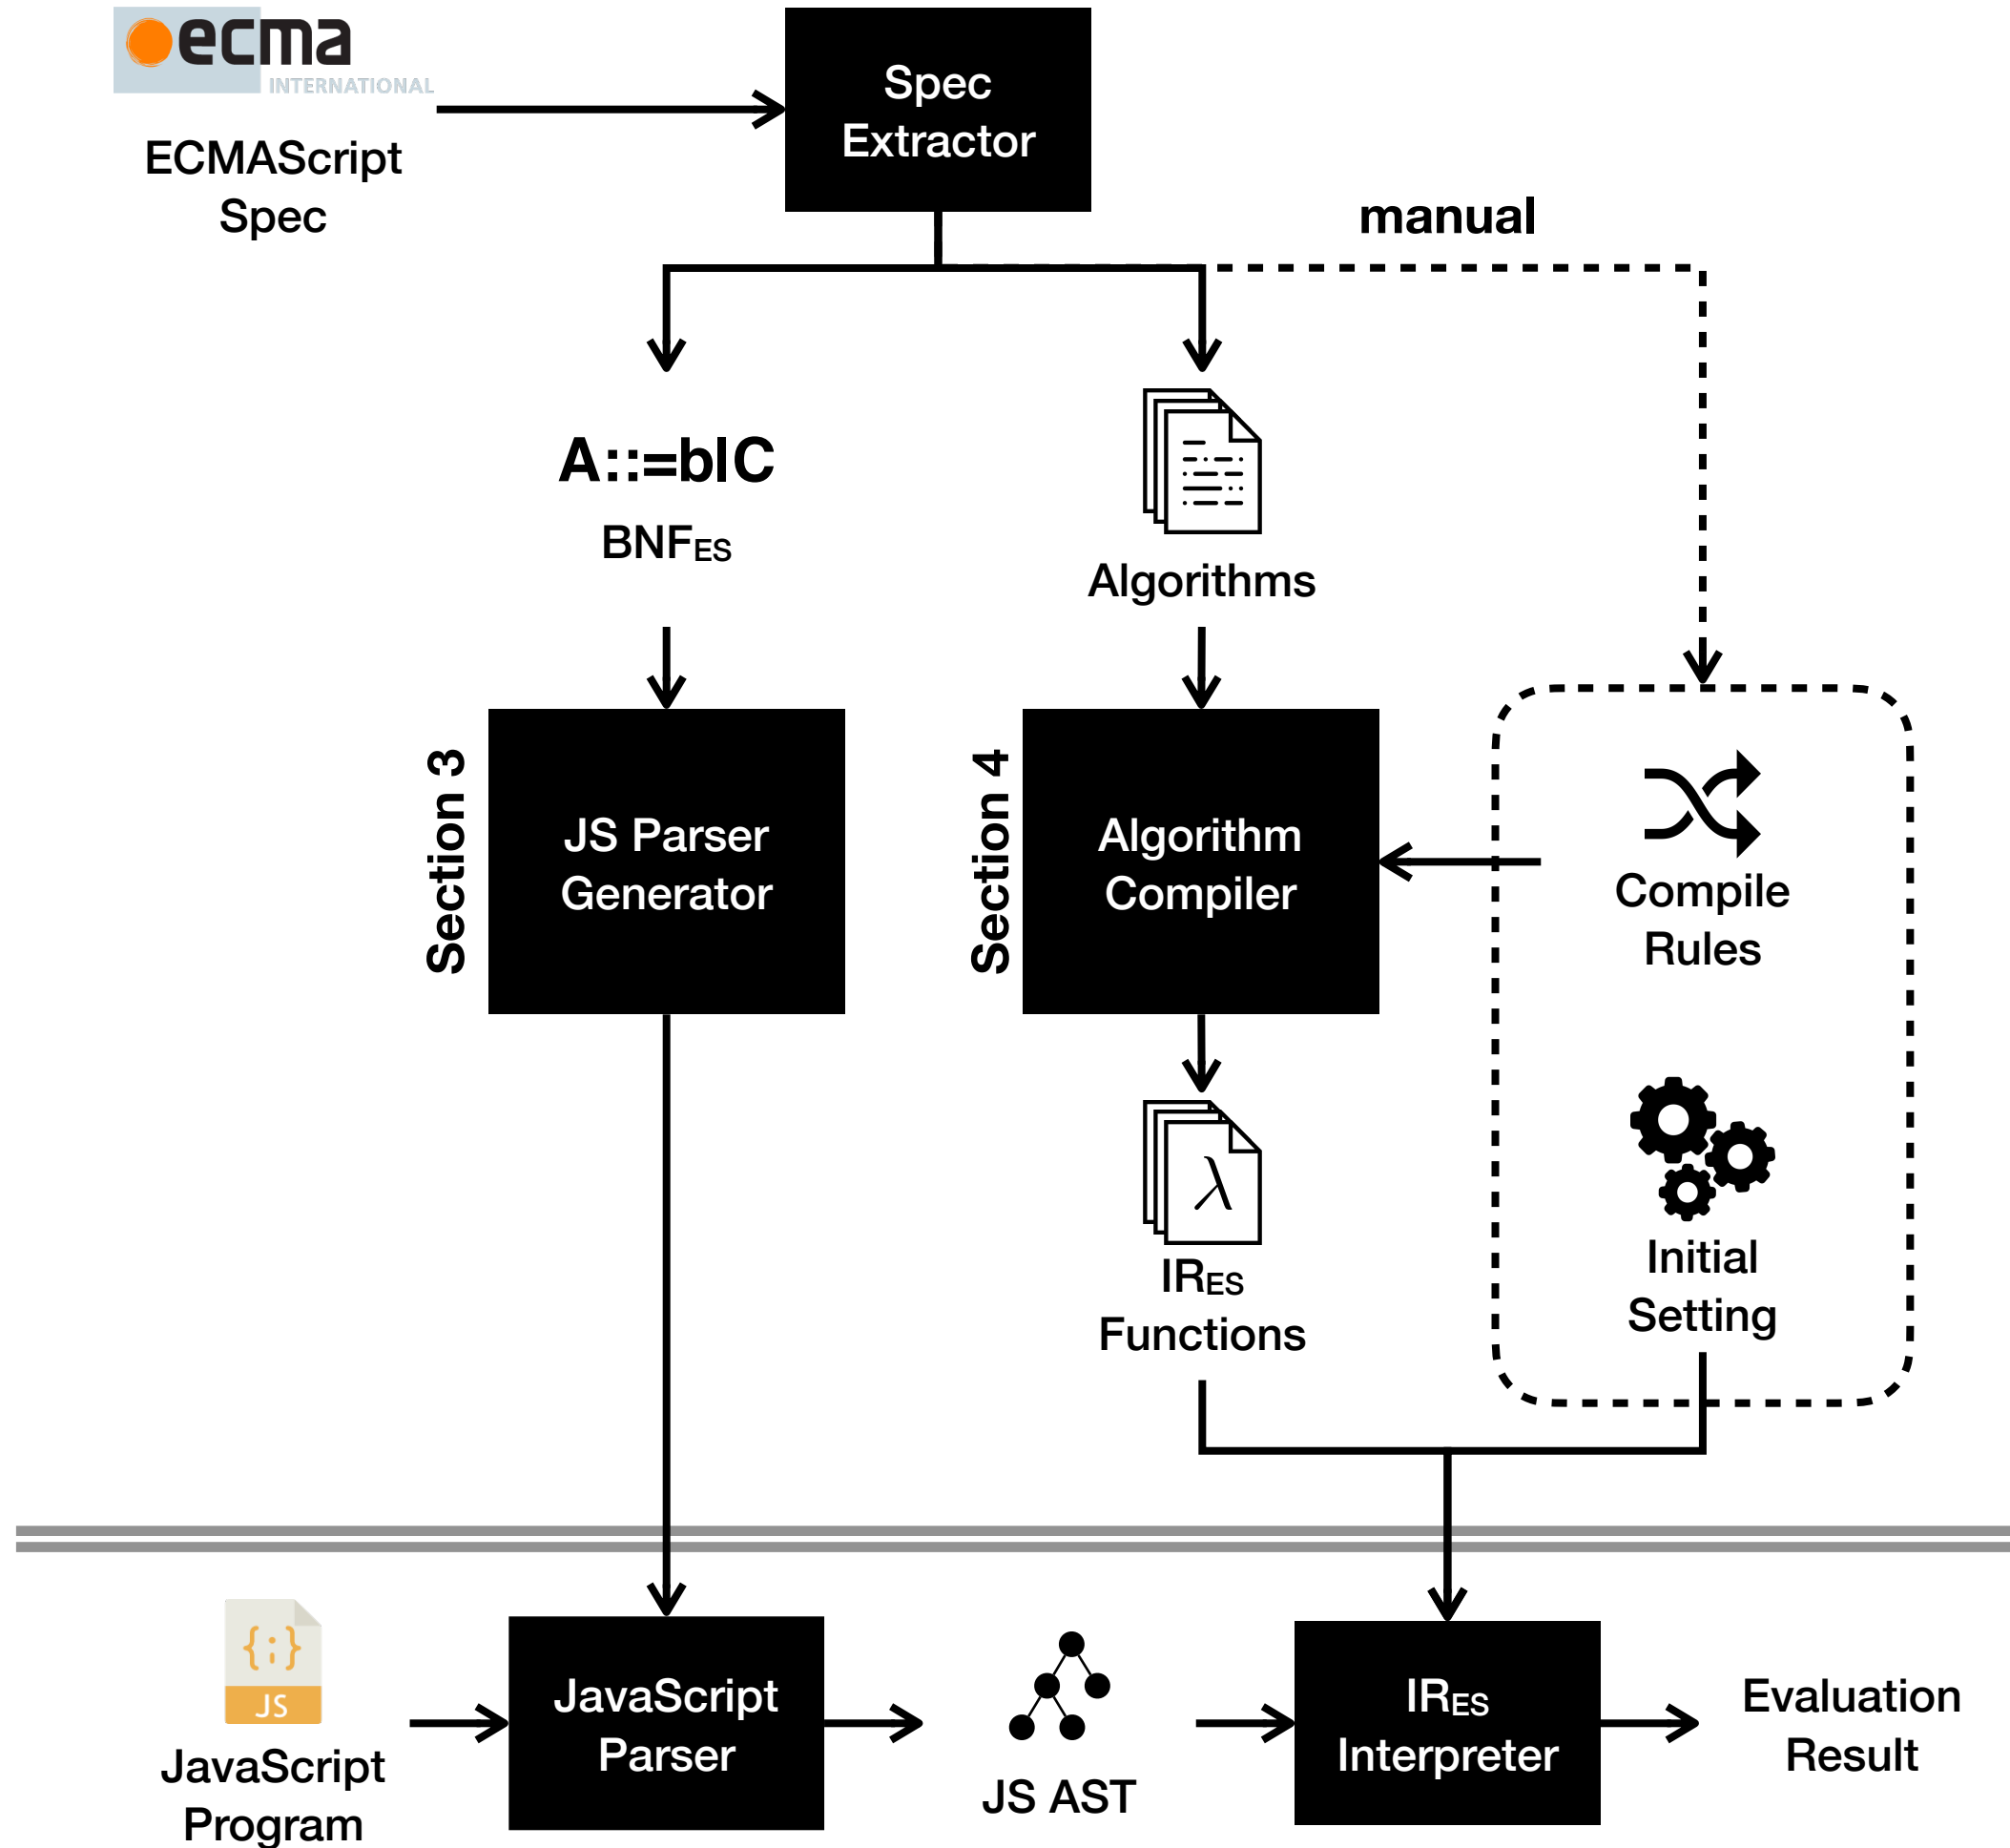 ecma
INTERNATIONAL
ECMAScript
Spec
Spec
Extractor
manual
A::=b|C
BNFES
Algorithms
Section 3
JS Parser
Generator
Section 4
Algorithm
Compiler
Compile
Rules
λ
IRES
Functions
Initial
Setting
{;}
JS
JavaScript
Program
JavaScript
Parser
JS AST
IRES
Interpreter
Evaluation
Result